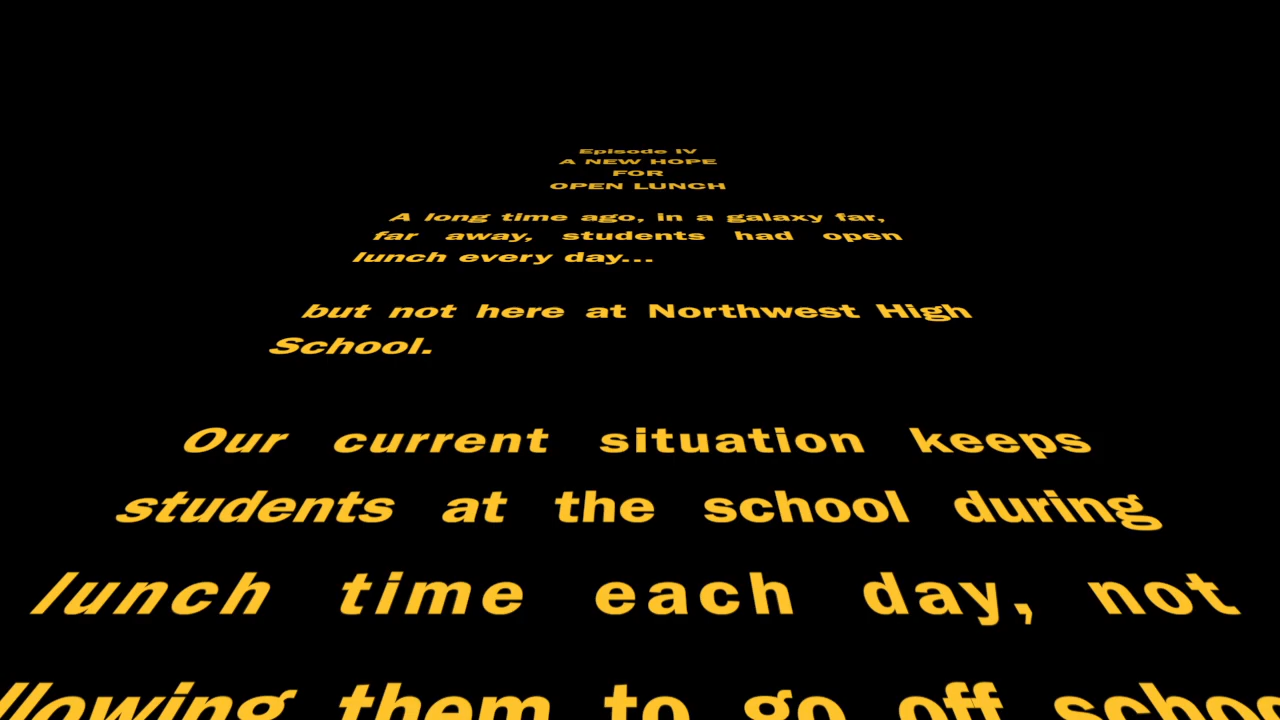 Episode IV
A NEW HOPE
FOR
OPEN LUNCH
A long time ago, in a galaxy far,
far away, students had open
lunch every day...
but not here at Northwest High
School.
Our current situation keeps
students at the school during
lunch time each day, not
them to go off